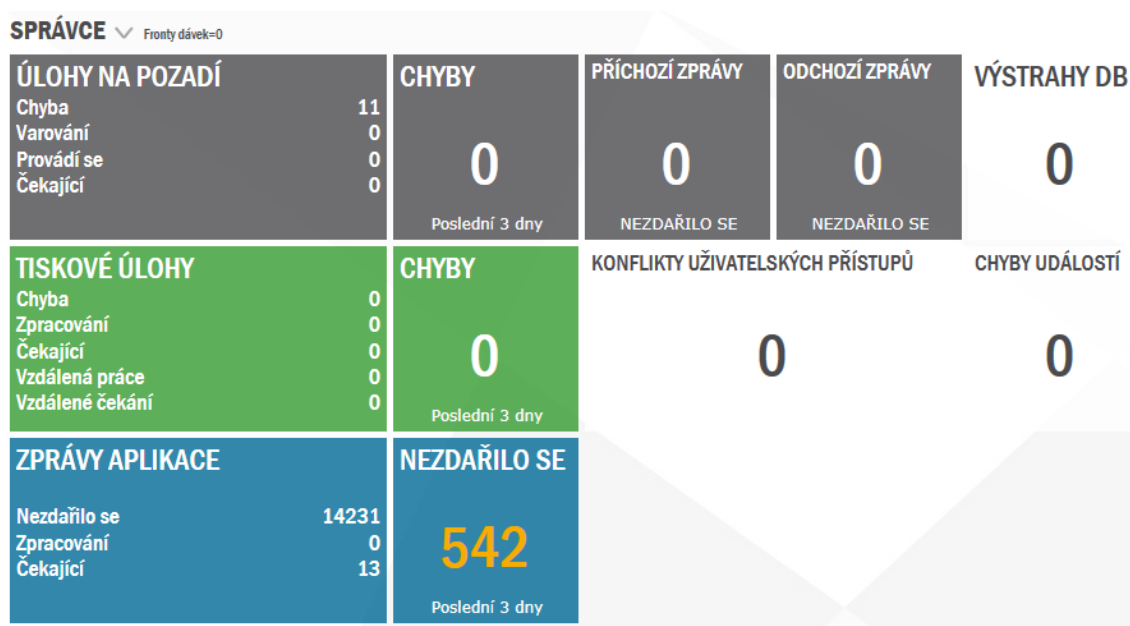 SPRÁVCE Fronty dávek=0
ÚLOHY NA POZADÍ
Chyba 11
Varování 0
Provádí se 0
Čekající 0
CHYBY
0
Poslední 3 dny
PŘÍCHOZÍ ZPRÁVY
0
NEZDAŘILO SE
ODCHOZÍ ZPRÁVY
0
NEZDAŘILO SE
VÝSTRAHY DB
0
TISKOVÉ ÚLOHY
Chyba 0
Zpracování 0
Čekající 0
Vzdálená práce 0
Vzdálené čekání 0
CHYBY
0
Poslední 3 dny
KONFLIKTY UŽIVATELSKÝCH PŘÍSTUPŮ
0
CHYBY UDÁLOSTÍ
0
ZPRÁVY APLIKACE
Nezdařilo se 14231
Zpracování 0
Čekající 13
NEZDAŘILO SE
542
Poslední 3 dny